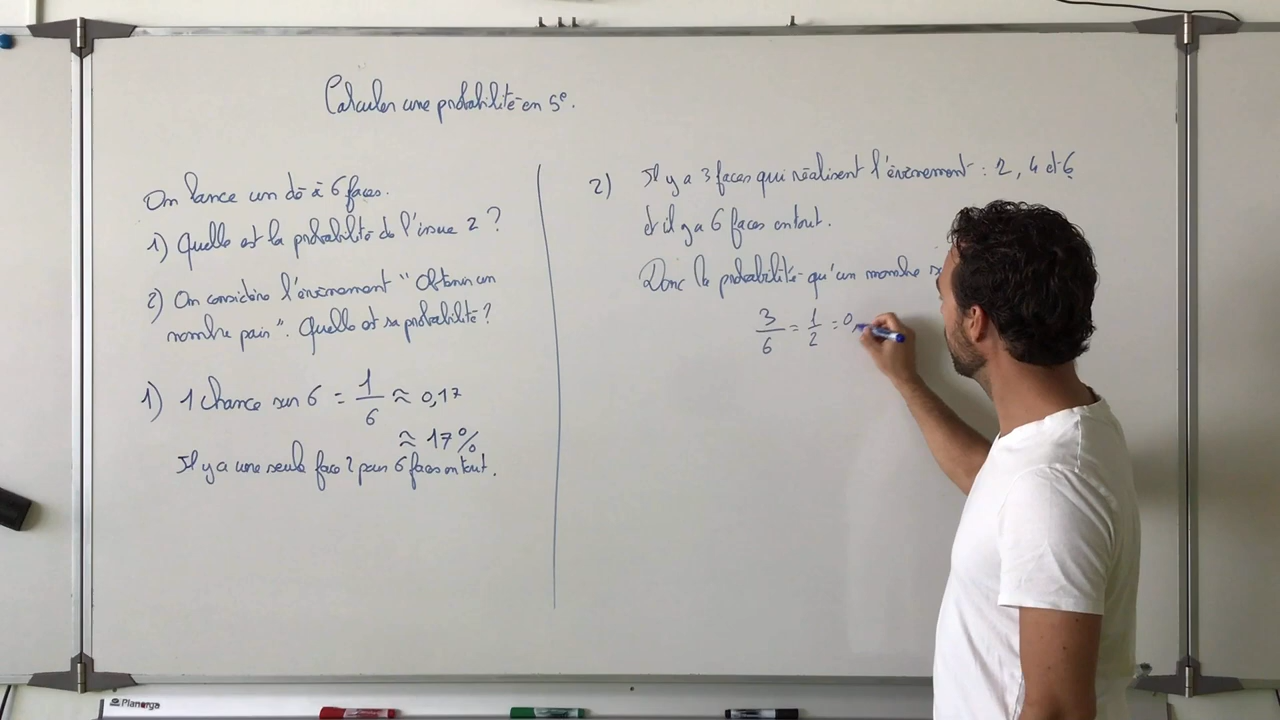 Calculer une probabilité en 5e.
On lance un dé à 6 faces.
1) Quelle est la probabilité de l'issue 2 ?
2) On considère l'évènement "Obtenir un
nombre pair". Quelle est sa probabilité ?
1) 1 chance sur 6 = 1/6 ≈ 0,17
≈ 17%
Il y a une seule face 2 pour 6 faces en tout.
2) Il y a 3 faces qui réalisent l'évènement : 2, 4 et 6
et il y a 6 faces en tout.
Donc la probabilité qu'un nombre
3/6 = 1/2 = 0,
Planorga